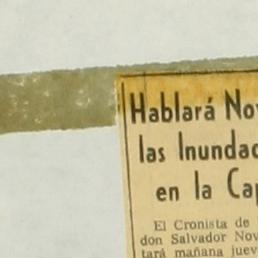 Hablará Nov
las Inundac
en la Cap
El Cronista de
don Salvador Nov
tará mañana juev